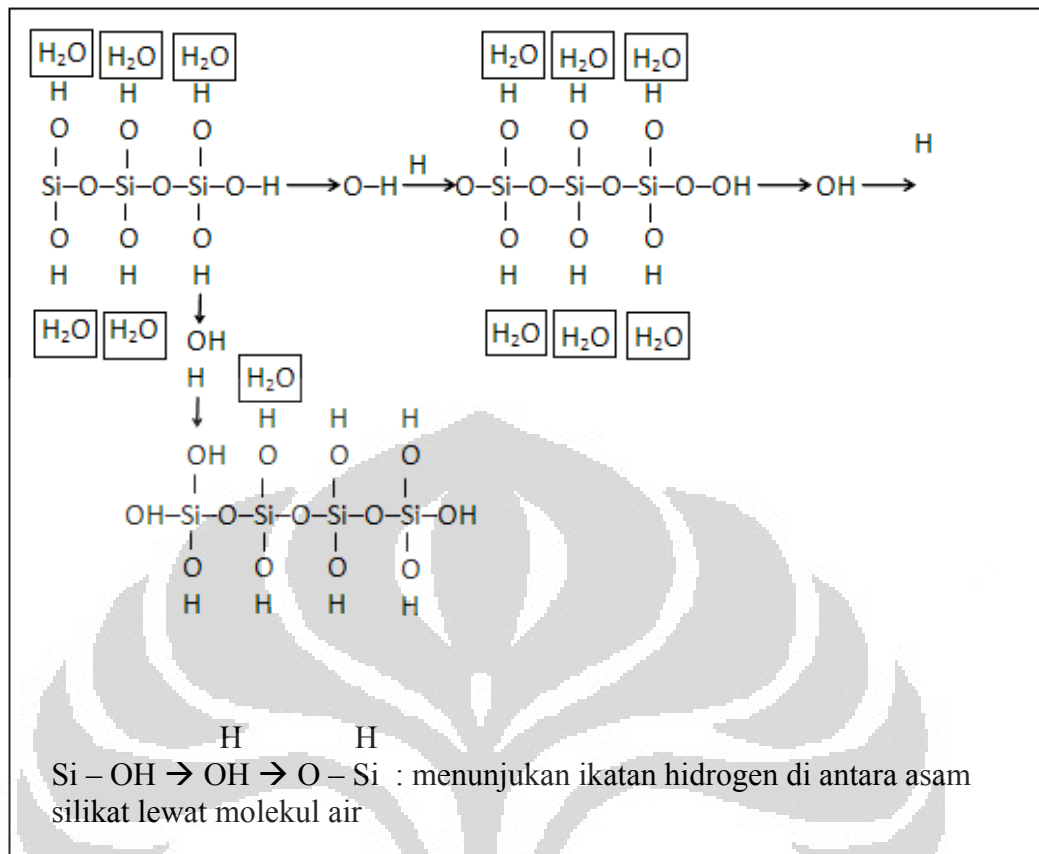 H₂O H₂O H₂O H₂O H₂O H₂O
H H H H H H
O O O O O O H
Si–O–Si–O–Si–O–H → O–H H → O–Si–O–Si–O–Si–O–OH → OH →
O O O O O O
H H H H H H
H₂O H₂O OH H₂O H₂O H₂O
H H₂O
H H H
OH O O O
OH–Si–O–Si–O–Si–O–Si–OH
O O O O
H H H H
H H
Si – OH → OH → O – Si : menunjukan ikatan hidrogen di antara asam
silikat lewat molekul air